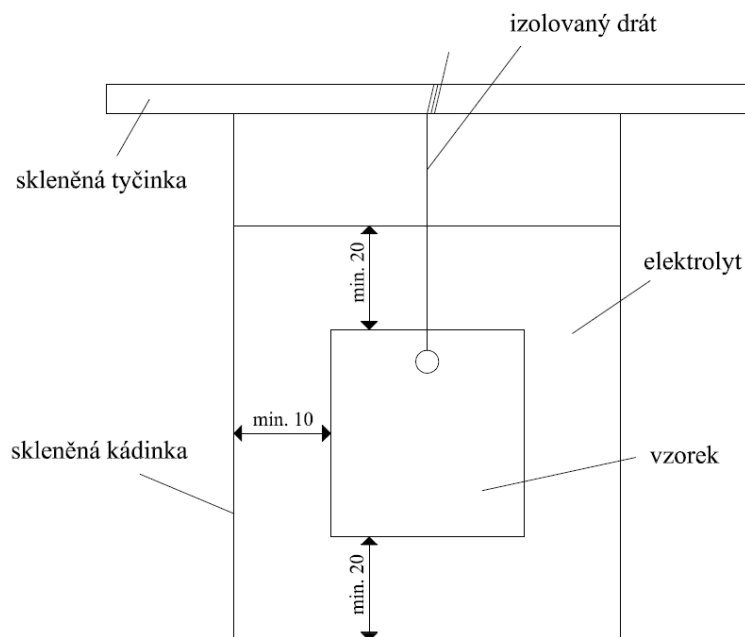 izolovaný drát
skleněná tyčinka
min. 20
elektrolyt
min. 10
skleněná kádinka
vzorek
min. 20